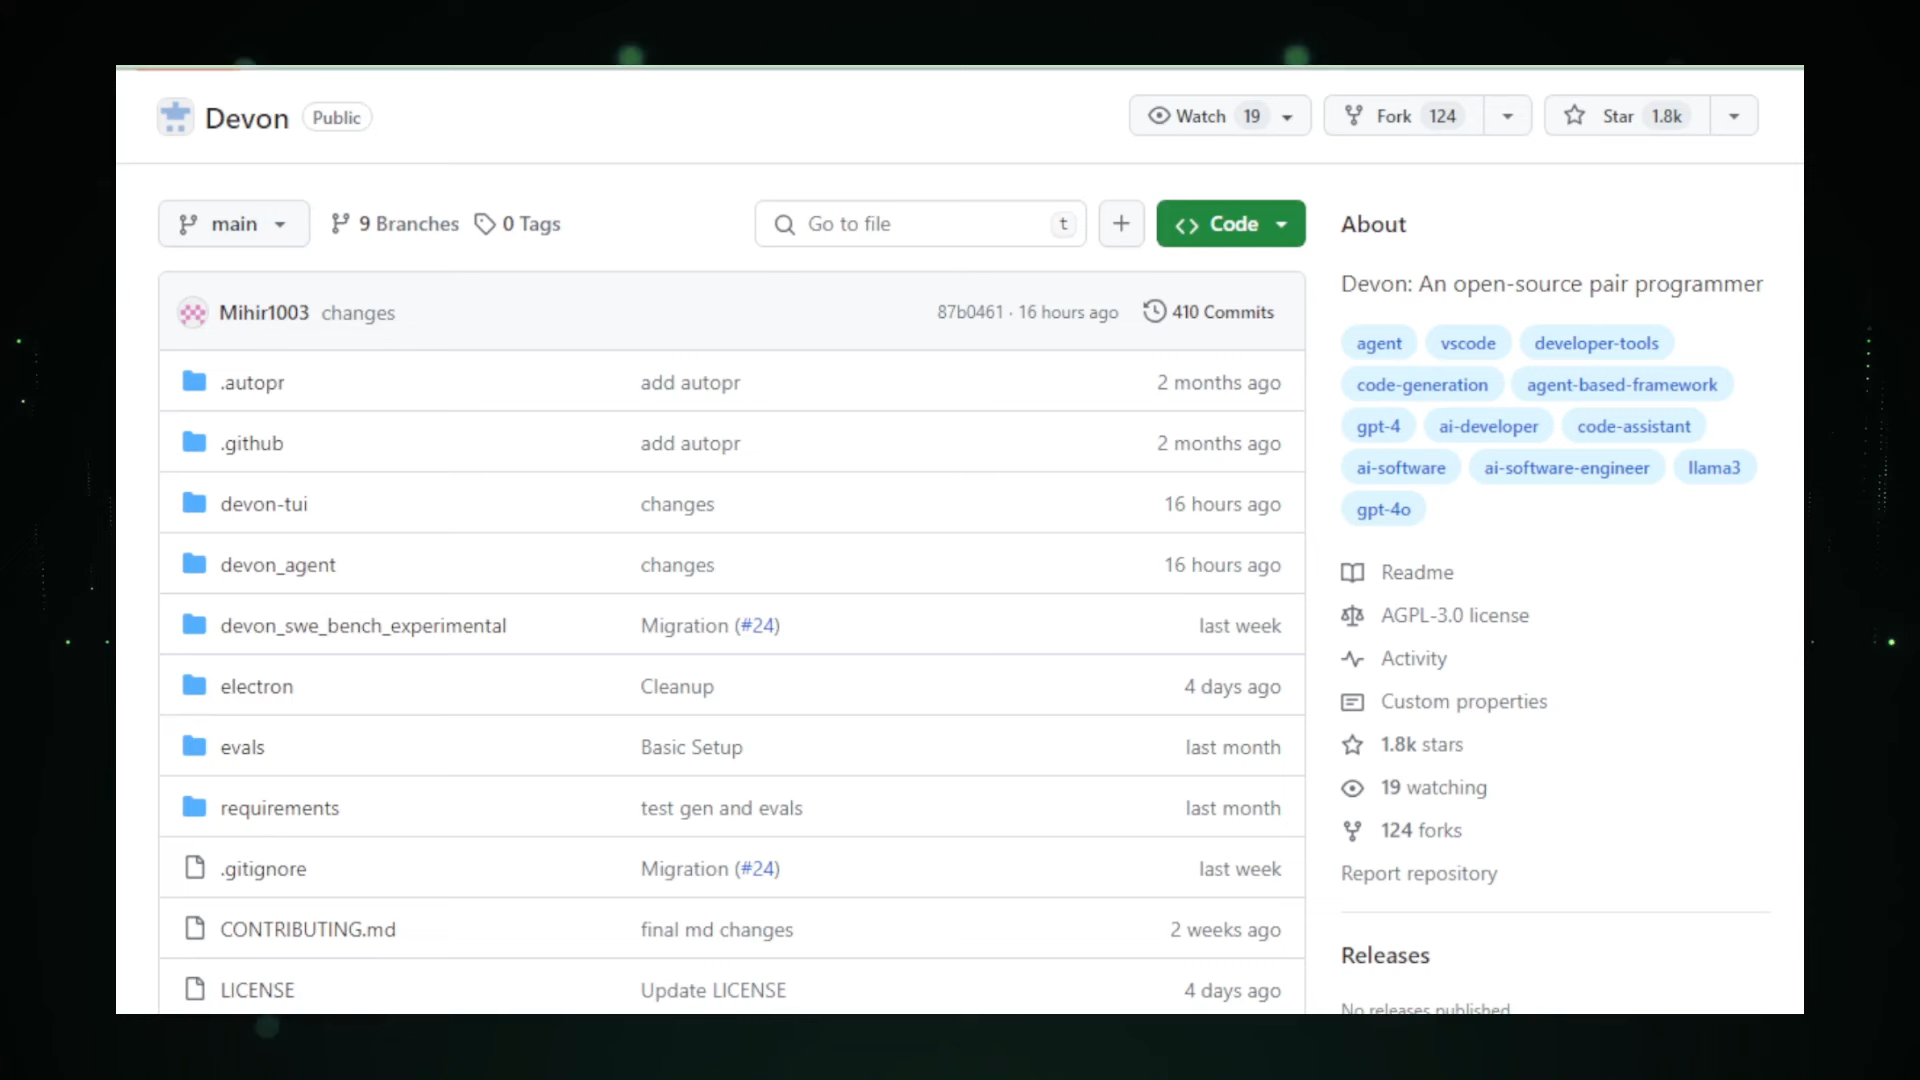 Devon Public
Watch 19
Fork 124
Star 1.8k
main
9 Branches
0 Tags
Go to file t
+
<> Code
Mihir1003 changes 87b0461 · 16 hours ago 410 Commits
.autopr add autopr 2 months ago
.github add autopr 2 months ago
devon-tui changes 16 hours ago
devon_agent changes 16 hours ago
devon_swe_bench_experimental Migration (#24) last week
electron Cleanup 4 days ago
evals Basic Setup last month
requirements test gen and evals last month
.gitignore Migration (#24) last week
CONTRIBUTING.md final md changes 2 weeks ago
LICENSE Update LICENSE 4 days ago
About
Devon: An open-source pair programmer
agent vscode developer-tools
code-generation agent-based-framework
gpt-4 ai-developer code-assistant
ai-software ai-software-engineer llama3
gpt-4o
Readme
AGPL-3.0 license
Activity
Custom properties
1.8k stars
19 watching
124 forks
Report repository
Releases
No releases published